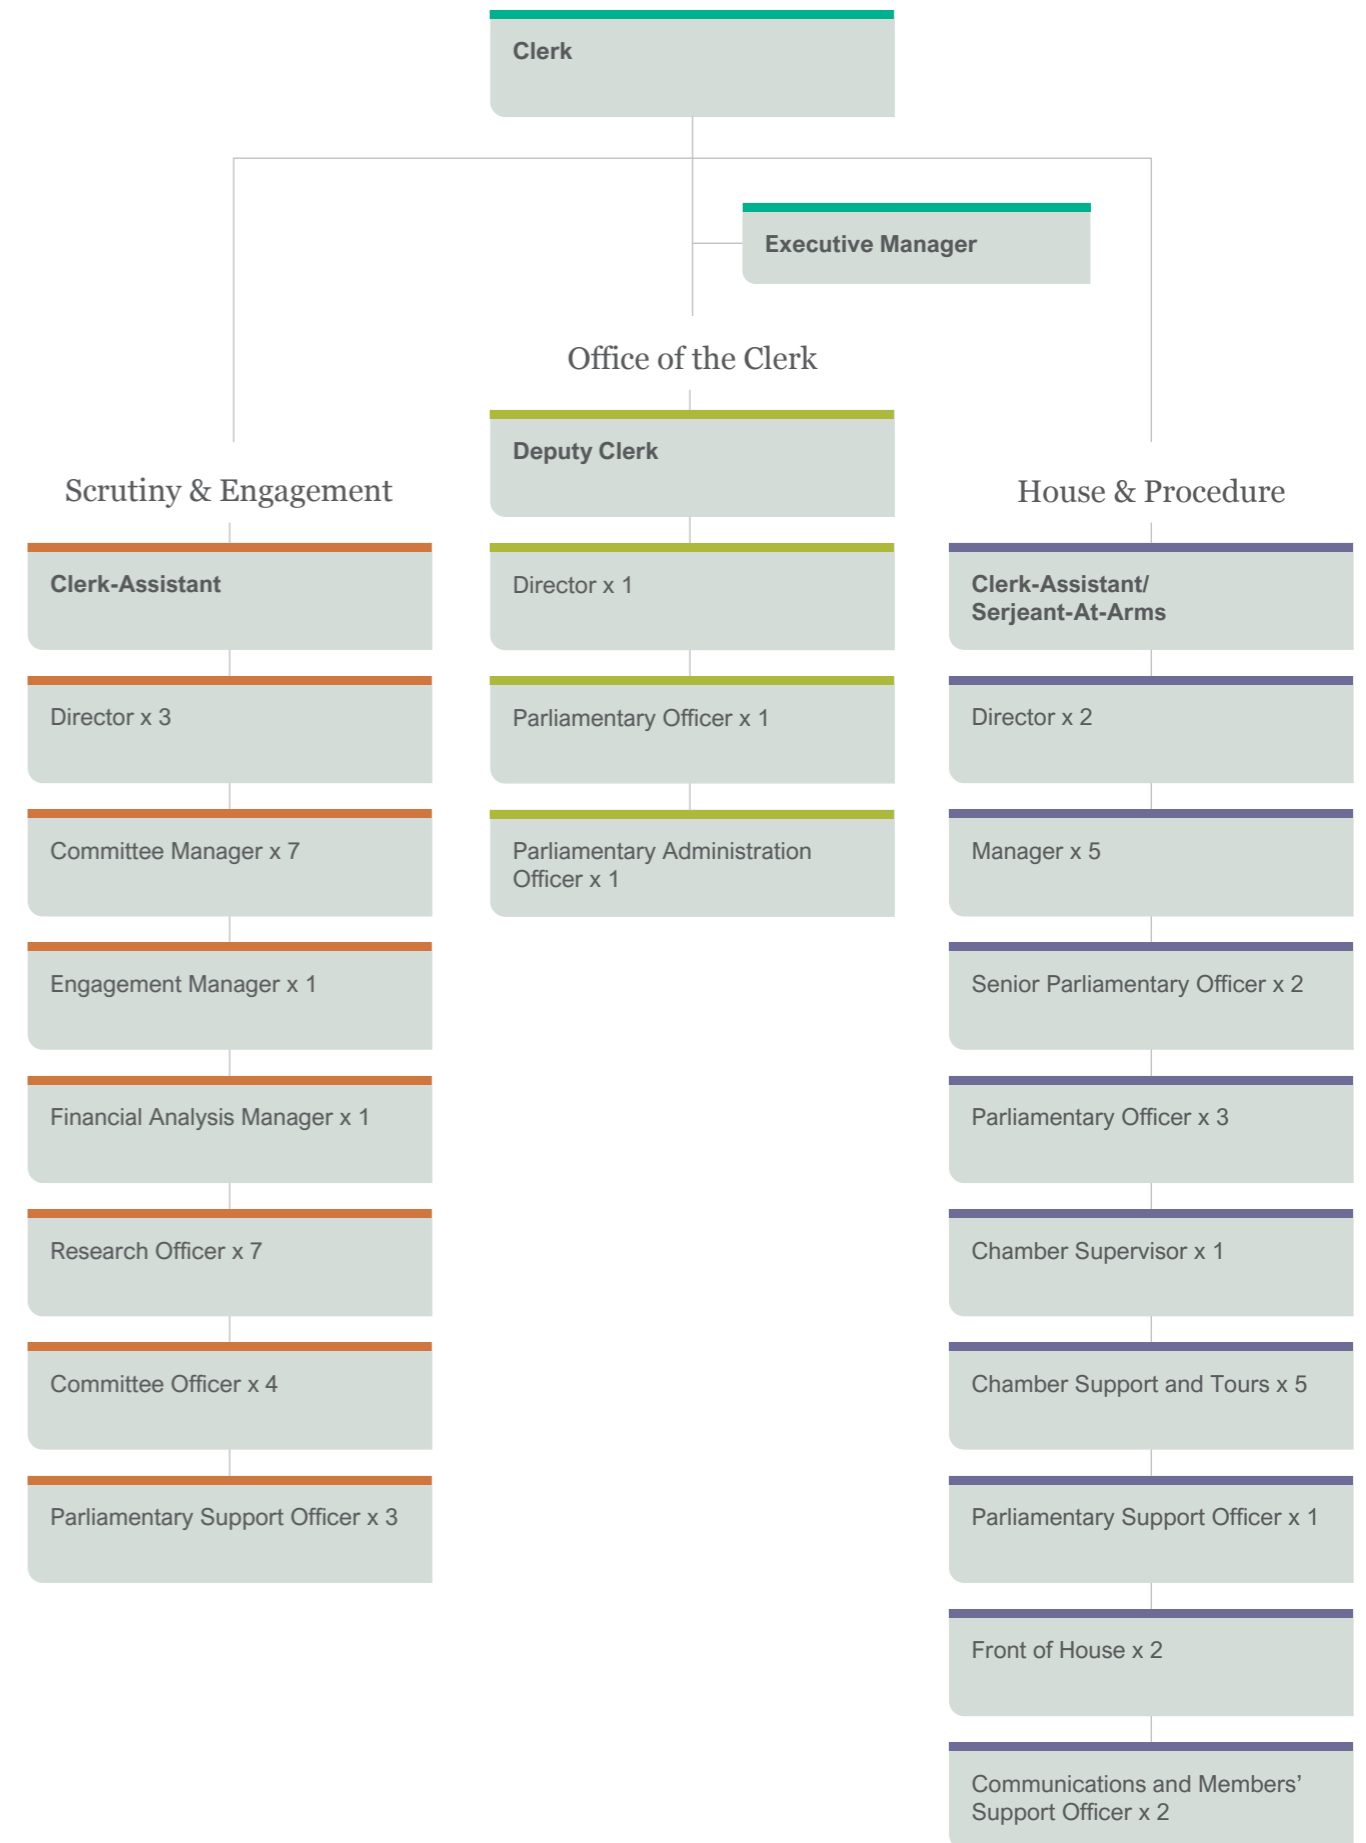 Clerk
Executive Manager
Office of the Clerk
Deputy Clerk
Director x 1
Parliamentary Officer x 1
Parliamentary Administration
Officer x 1
Scrutiny & Engagement
Clerk-Assistant
Director x 3
Committee Manager x 7
Engagement Manager x 1
Financial Analysis Manager x 1
Research Officer x 7
Committee Officer x 4
Parliamentary Support Officer x 3
House & Procedure
Clerk-Assistant/
Serjeant-At-Arms
Director x 2
Manager x 5
Senior Parliamentary Officer x 2
Parliamentary Officer x 3
Chamber Supervisor x 1
Chamber Support and Tours x 5
Parliamentary Support Officer x 1
Front of House x 2
Communications and Members’
Support Officer x 2